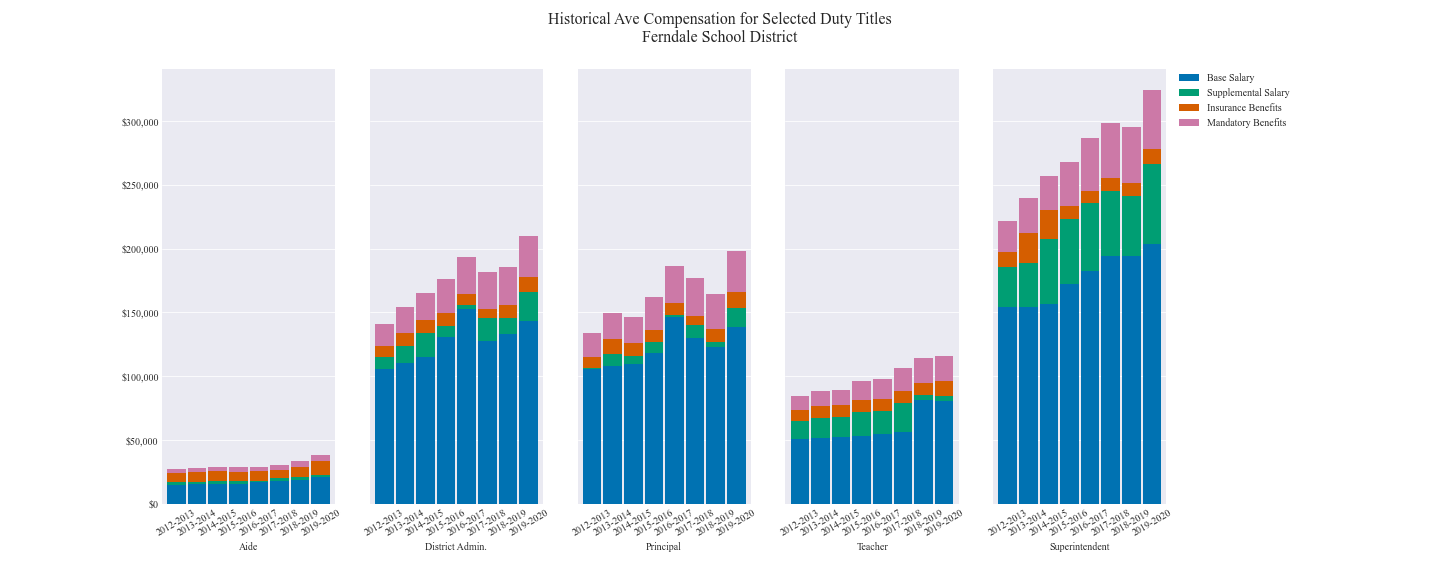 Historical Ave Compensation for Selected Duty Titles
Ferndale School District
Base Salary
Supplemental Salary
Insurance Benefits
Mandatory Benefits
$300,000
$250,000
$200,000
$150,000
$100,000
$50,000
$0
2012-2013 2013-2014 2014-2015 2015-2016 2016-2017 2017-2018 2018-2019 2019-2020
2012-2013 2013-2014 2014-2015 2015-2016 2016-2017 2017-2018 2018-2019 2019-2020
2012-2013 2013-2014 2014-2015 2015-2016 2016-2017 2017-2018 2018-2019 2019-2020
2012-2013 2013-2014 2014-2015 2015-2016 2016-2017 2017-2018 2018-2019 2019-2020
2012-2013 2013-2014 2014-2015 2015-2016 2016-2017 2017-2018 2018-2019 2019-2020
Aide
District Admin.
Principal
Teacher
Superintendent